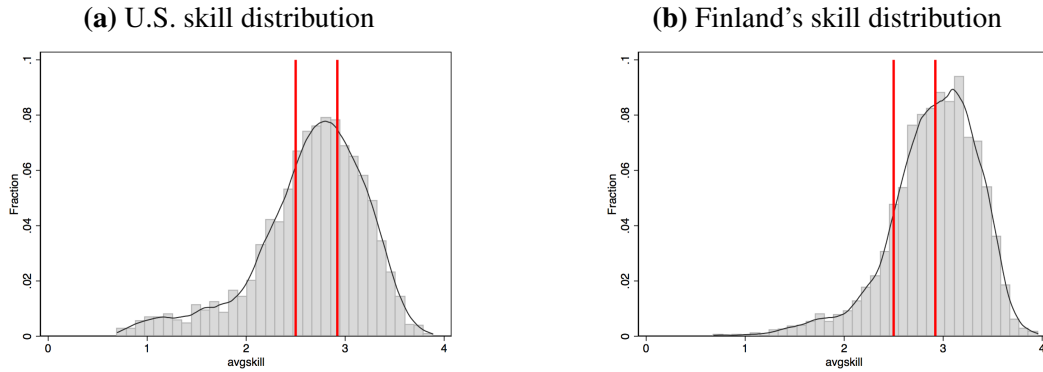 (a) U.S. skill distribution
Fraction
0 .02 .04 .06 .08 .1
0 1 2 3 4
avgskill
(b) Finland's skill distribution
Fraction
0 .02 .04 .06 .08 .1
0 1 2 3 4
avgskill